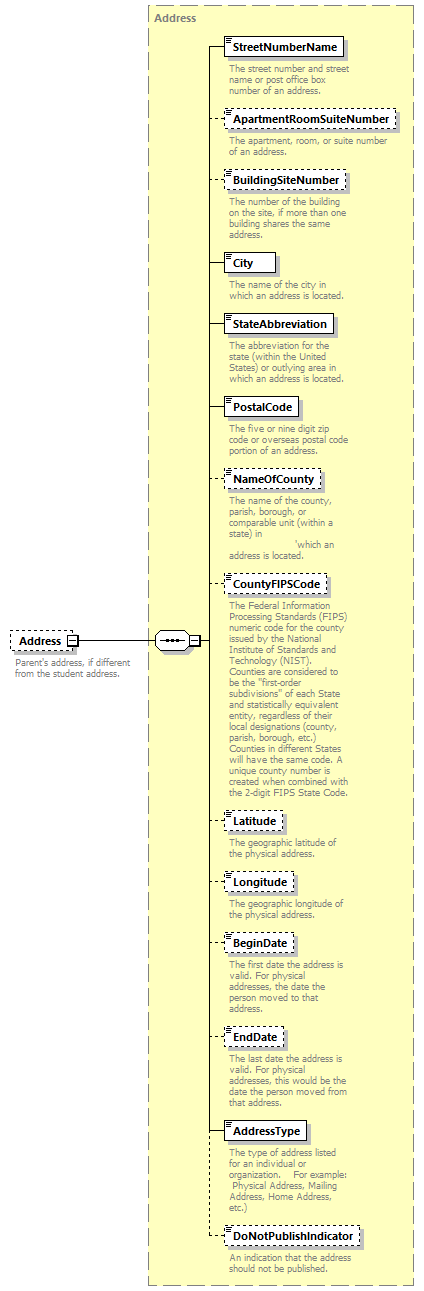 Address
StreetNumberName
The street number and street
name or post office box
number of an address.
ApartmentRoomSuiteNumber
The apartment, room, or suite number
of an address.
BuildingSiteNumber
The number of the building
on the site, if more than one
building shares the same
address.
City
The name of the city in
which an address is located.
StateAbbreviation
The abbreviation for the
state (within the United
States) or outlying area in
which an address is located.
PostalCode
The five or nine digit zip
code or overseas postal code
portion of an address.
NameOfCounty
The name of the county,
parish, borough, or
comparable unit (within a
state) in
'which an
address is located.
CountyFIPSCode
The Federal Information
Processing Standards (FIPS)
numeric code for the county
issued by the National
Institute of Standards and
Technology (NIST).
Counties are considered to
be the "first-order
subdivisions" of each State
and statistically equivalent
entity, regardless of their
local designations (county,
parish, borough, etc.)
Counties in different States
will have the same code. A
unique county number is
created when combined with
the 2-digit FIPS State Code.
Address
Parent's address, if different
from the student address.
Latitude
The geographic latitude of
the physical address.
Longitude
The geographic longitude of
the physical address.
BeginDate
The first date the address is
valid. For physical
addresses, the date the
person moved to that
address.
EndDate
The last date the address is
valid. For physical
addresses, this would be the
date the person moved from
that address.
AddressType
The type of address listed
for an individual or
organization. For example:
Physical Address, Mailing
Address, Home Address,
etc.)
DoNotPublishIndicator
An indication that the address
should not be published.